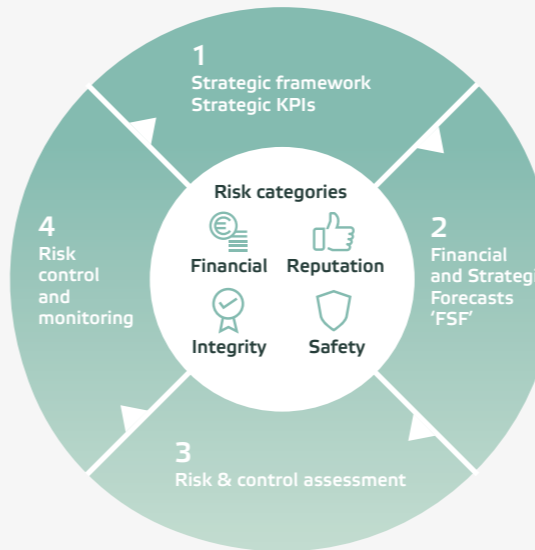 1
Strategic framework
Strategic KPIs
Risk categories
Financial
Reputation
Integrity
Safety
2
Financial
and Strategi
Forecasts
‘FSF’
3
Risk & control assessment
4
Risk
control
and
monitoring